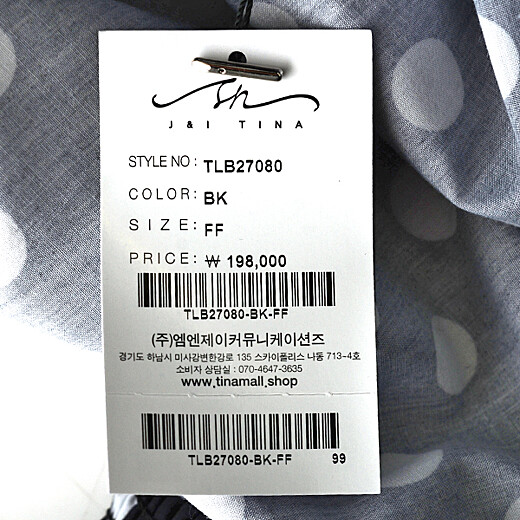 J & I TINA
STYLE NO : TLB27080
COLOR : BK
SIZE : FF
PRICE : ₩ 198,000
TLB27080-BK-FF
(주)엠엔제이커뮤니케이션즈
경기도 하남시 미사강변한강로 135 스카이폴리스 나동 713-4호
소비자 상담실 : 070-4647-3635
www.tinamall.shop
TLB27080-BK-FF 99